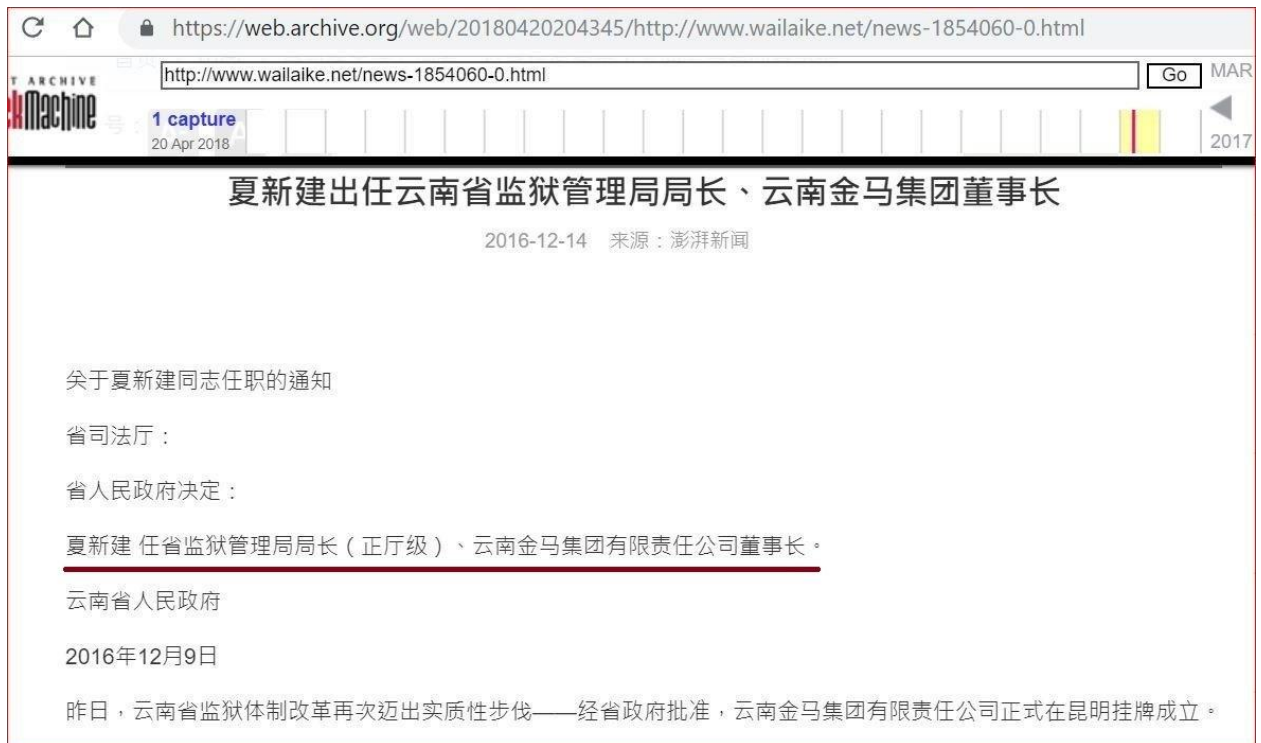 https://web.archive.org/web/20180420204345/http://www.wailaike.net/news-1854060-0.html
http://www.wailaike.net/news-1854060-0.html
Go
MAR
T ARCHIVE
kMachine
1 capture
20 Apr 2018
2017
夏新建出任云南省监狱管理局局长、云南金马集团董事长
2016-12-14 来源：澎湃新闻
关于夏新建同志任职的通知
省司法厅：
省人民政府决定：
夏新建 任省监狱管理局局长（正厅级）、云南金马集团有限责任公司董事长。
云南省人民政府
2016年12月9日
昨日，云南省监狱体制改革再次迈出实质性步伐——经省政府批准，云南金马集团有限责任公司正式在昆明挂牌成立。